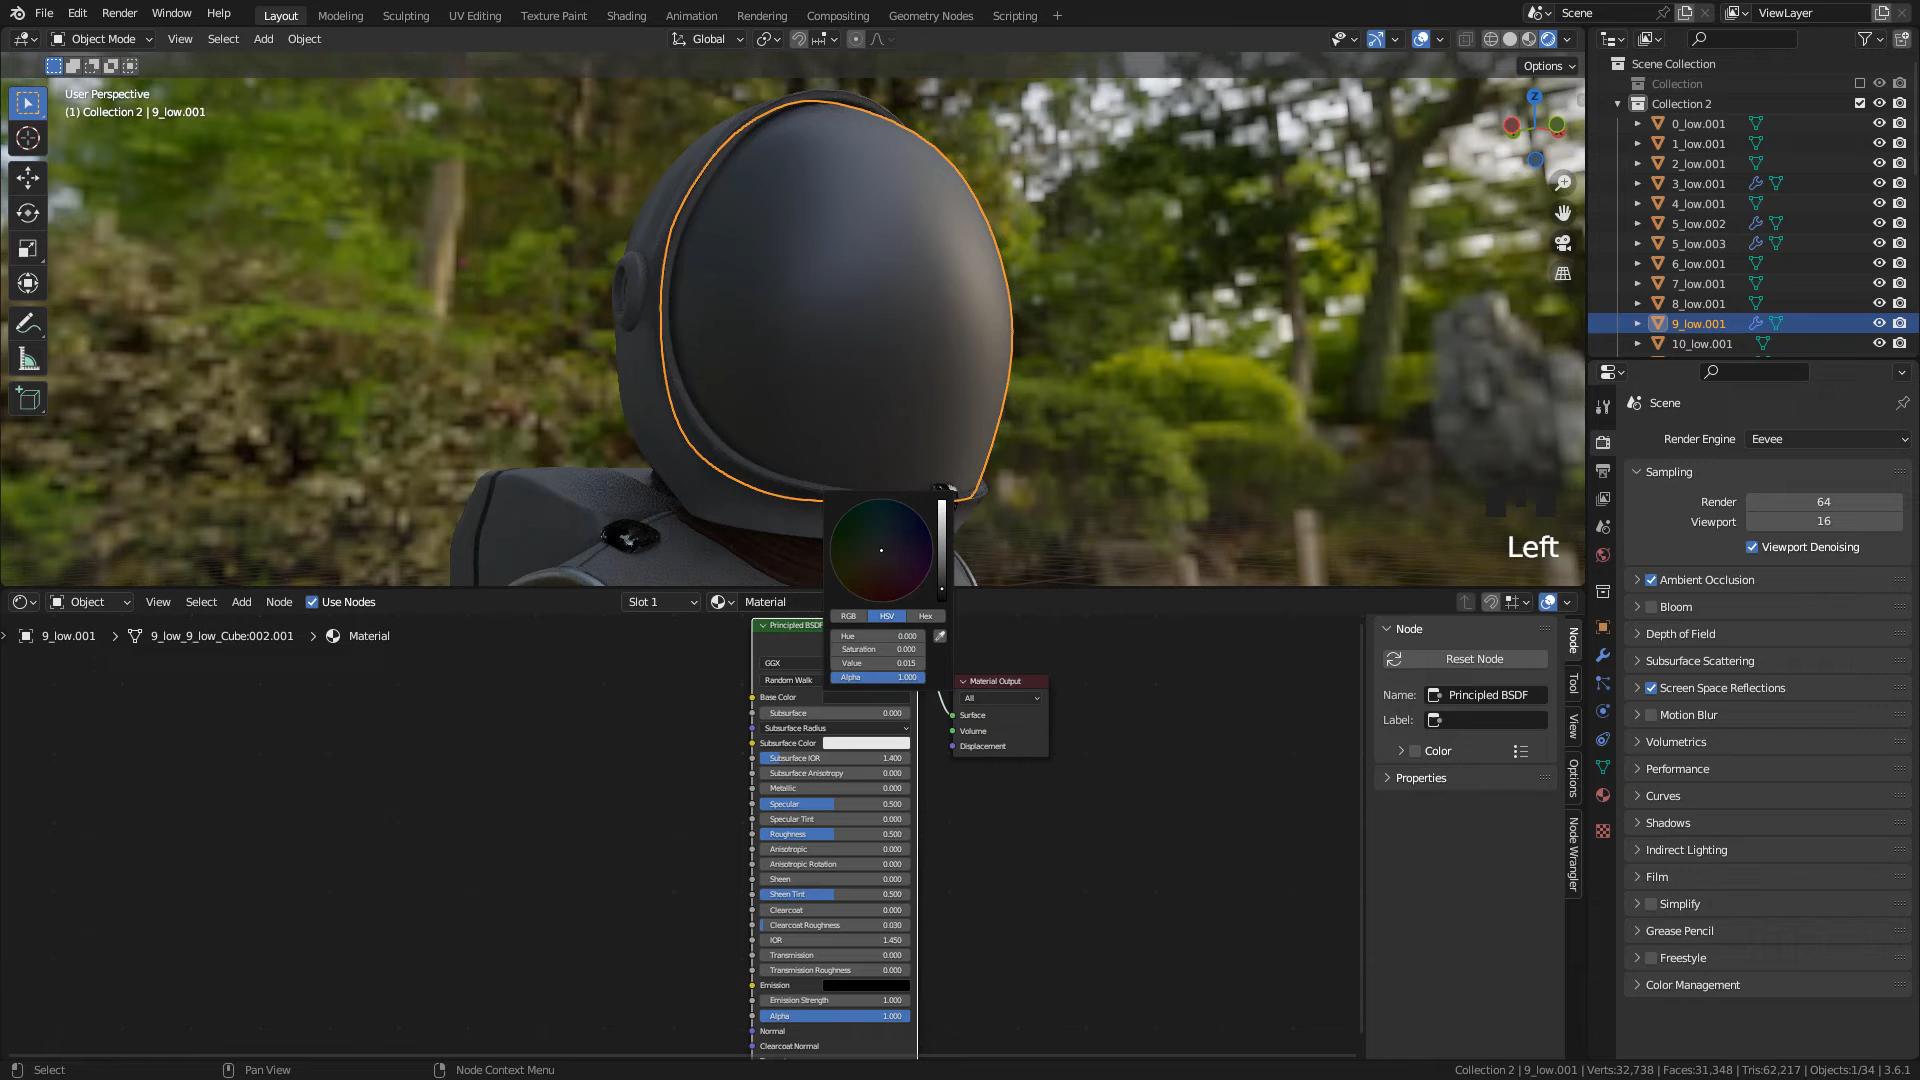 File Edit Render Window Help Layout Modeling Sculpting UV Editing Texture Paint Shading Animation Rendering Compositing Geometry Nodes Scripting + Scene ViewLayer
Object Mode View Select Add Object Global
Options
User Perspective
(1) Collection 2 | 9_low.001
Z
Left
Scene Collection
Collection
Collection 2
0_low.001
1_low.001
2_low.001
3_low.001
4_low.001
5_low.002
5_low.003
6_low.001
7_low.001
8_low.001
9_low.001
10_low.001
Scene
Render Engine Eevee
Sampling
Render 64
Viewport 16
Viewport Denoising
Ambient Occlusion
Bloom
Depth of Field
Subsurface Scattering
Screen Space Reflections
Motion Blur
Volumetrics
Performance
Curves
Shadows
Indirect Lighting
Film
Simplify
Grease Pencil
Freestyle
Color Management
Object View Select Add Node Use Nodes Slot 1 Material
9_low.001 > 9_low_9_low_Cube:002.001 > Material
RGB HSV Hex
Hue 0.000
Saturation 0.000
Value 0.015
Alpha 1.000
Principled BSDF
GGX
Random Walk
Base Color
Subsurface 0.000
Subsurface Radius
Subsurface Color
Subsurface IOR 1.400
Subsurface Anisotropy 0.000
Metallic 0.000
Specular 0.500
Specular Tint 0.000
Roughness 0.500
Anisotropic 0.000
Anisotropic Rotation 0.000
Sheen 0.000
Sheen Tint 0.500
Clearcoat 0.000
Clearcoat Roughness 0.030
IOR 1.450
Transmission 0.000
Transmission Roughness 0.000
Emission
Emission Strength 1.000
Alpha 1.000
Normal
Clearcoat Normal
Material Output
All
Surface
Volume
Displacement
Node
Reset Node
Name: Principled BSDF
Label:
Color
Properties
Node
Tool
View
Options
Node Wrangler
Select Pan View Node Context Menu Collection 2 | 9_low.001 | Verts:32,738 | Faces:31,348 | Tris:62,217 | Objects:1/34 | 3.6.1